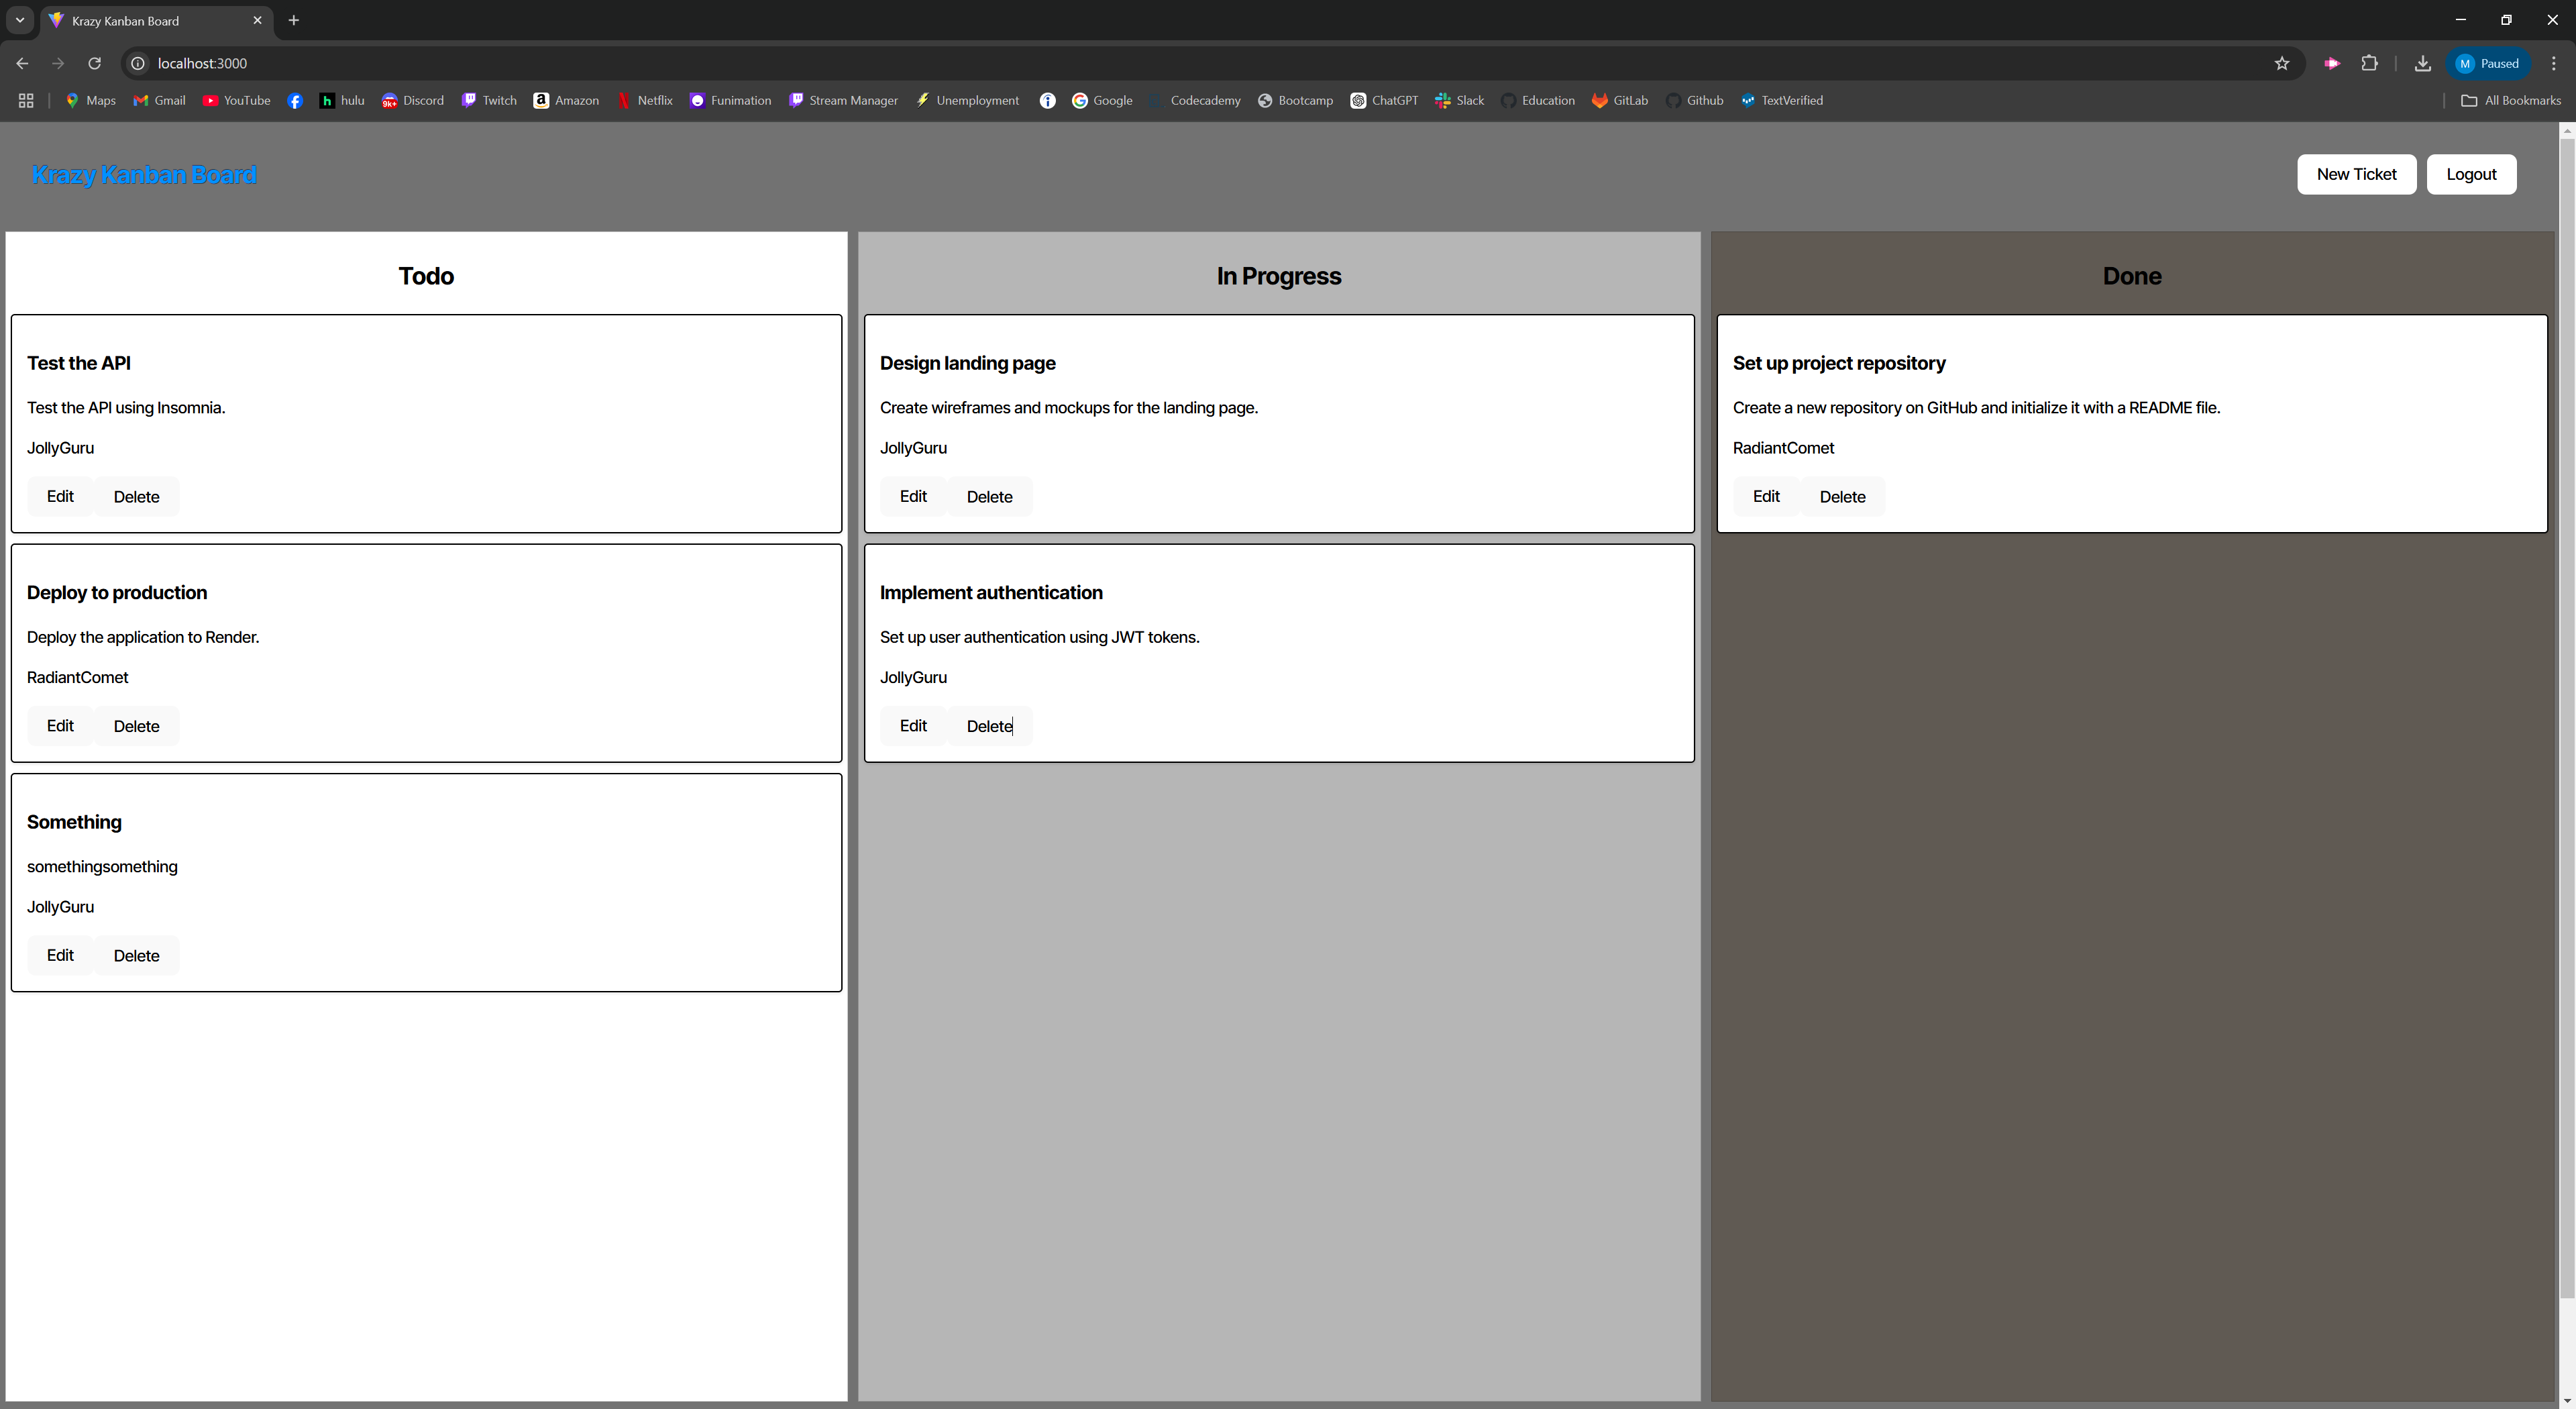 Krazy Kanban Board
localhost:3000
M Paused
Maps Gmail YouTube hulu 9k+ Discord Twitch a Amazon Netflix Funimation Stream Manager Unemployment Google Codecademy Bootcamp ChatGPT Slack Education GitLab Github TextVerified All Bookmarks
Krazy Kanban Board
New Ticket Logout
Todo
Test the API
Test the API using Insomnia.
JollyGuru
Edit Delete
Deploy to production
Deploy the application to Render.
RadiantComet
Edit Delete
Something
somethingsomething
JollyGuru
Edit Delete
In Progress
Design landing page
Create wireframes and mockups for the landing page.
JollyGuru
Edit Delete
Implement authentication
Set up user authentication using JWT tokens.
JollyGuru
Edit Delete
Done
Set up project repository
Create a new repository on GitHub and initialize it with a README file.
RadiantComet
Edit Delete